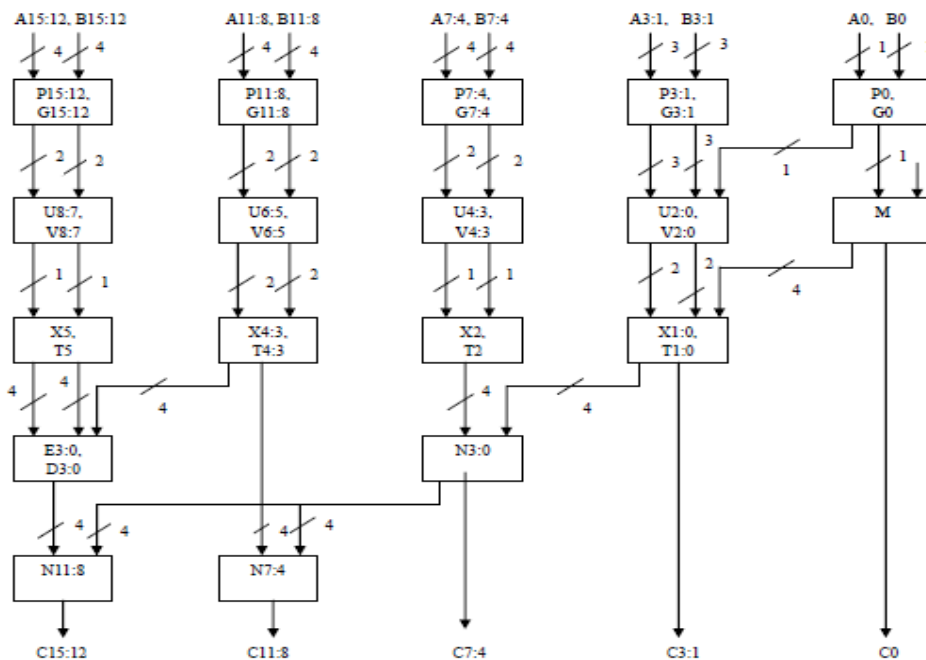 A15:12, B15:12 A11:8, B11:8 A7:4, B7:4 A3:1, B3:1 A0, B0
4 4 4 4 4 4 3 3 1
P15:12, P11:8, P7:4, P3:1, P0,
G15:12 G11:8 G7:4 G3:1 G0
2 2 2 2 2 2 3 3 1 1
U8:7, U6:5, U4:3, U2:0, M
V8:7 V6:5 V4:3 V2:0
1 1 2 2 1 1 2 2 4
X5, X4:3, X2, X1:0,
T5 T4:3 T2 T1:0
4 4 4 4 4
E3:0, N3:0
D3:0
4 4 4 4
N11:8 N7:4
C15:12 C11:8 C7:4 C3:1 C0